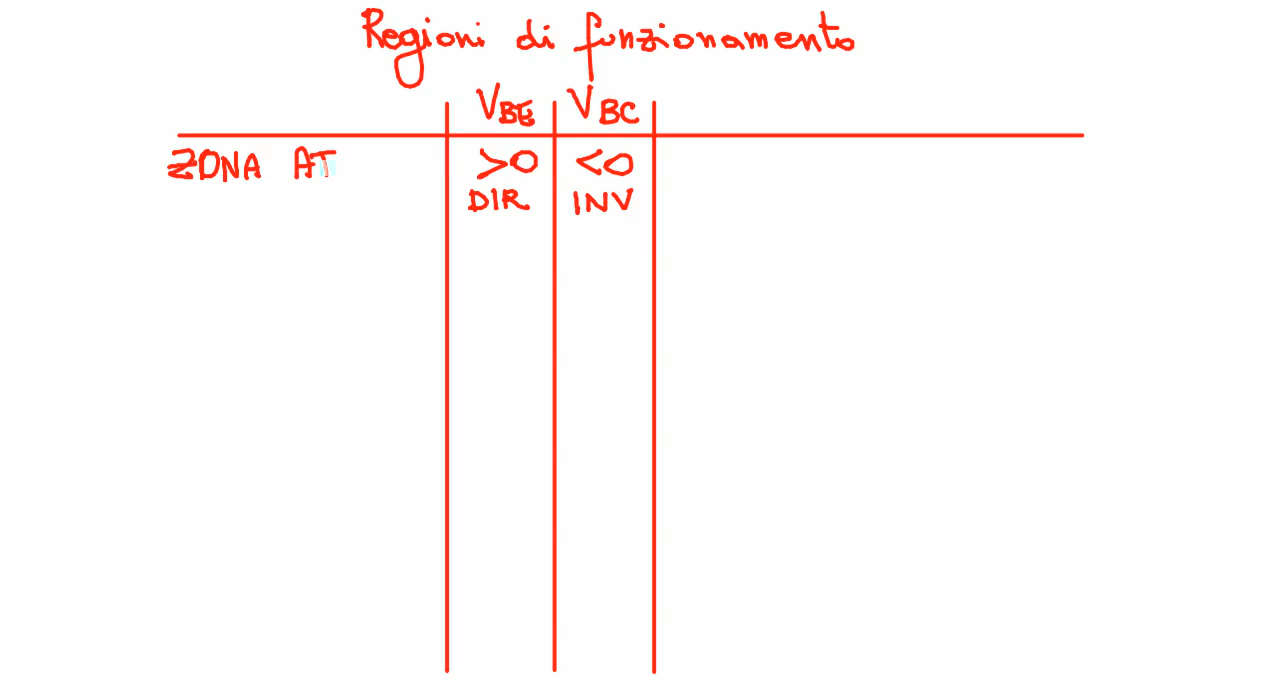 Regioni di funzionamento
VBE VBC
ZONA AT >0 <0
DIR INV